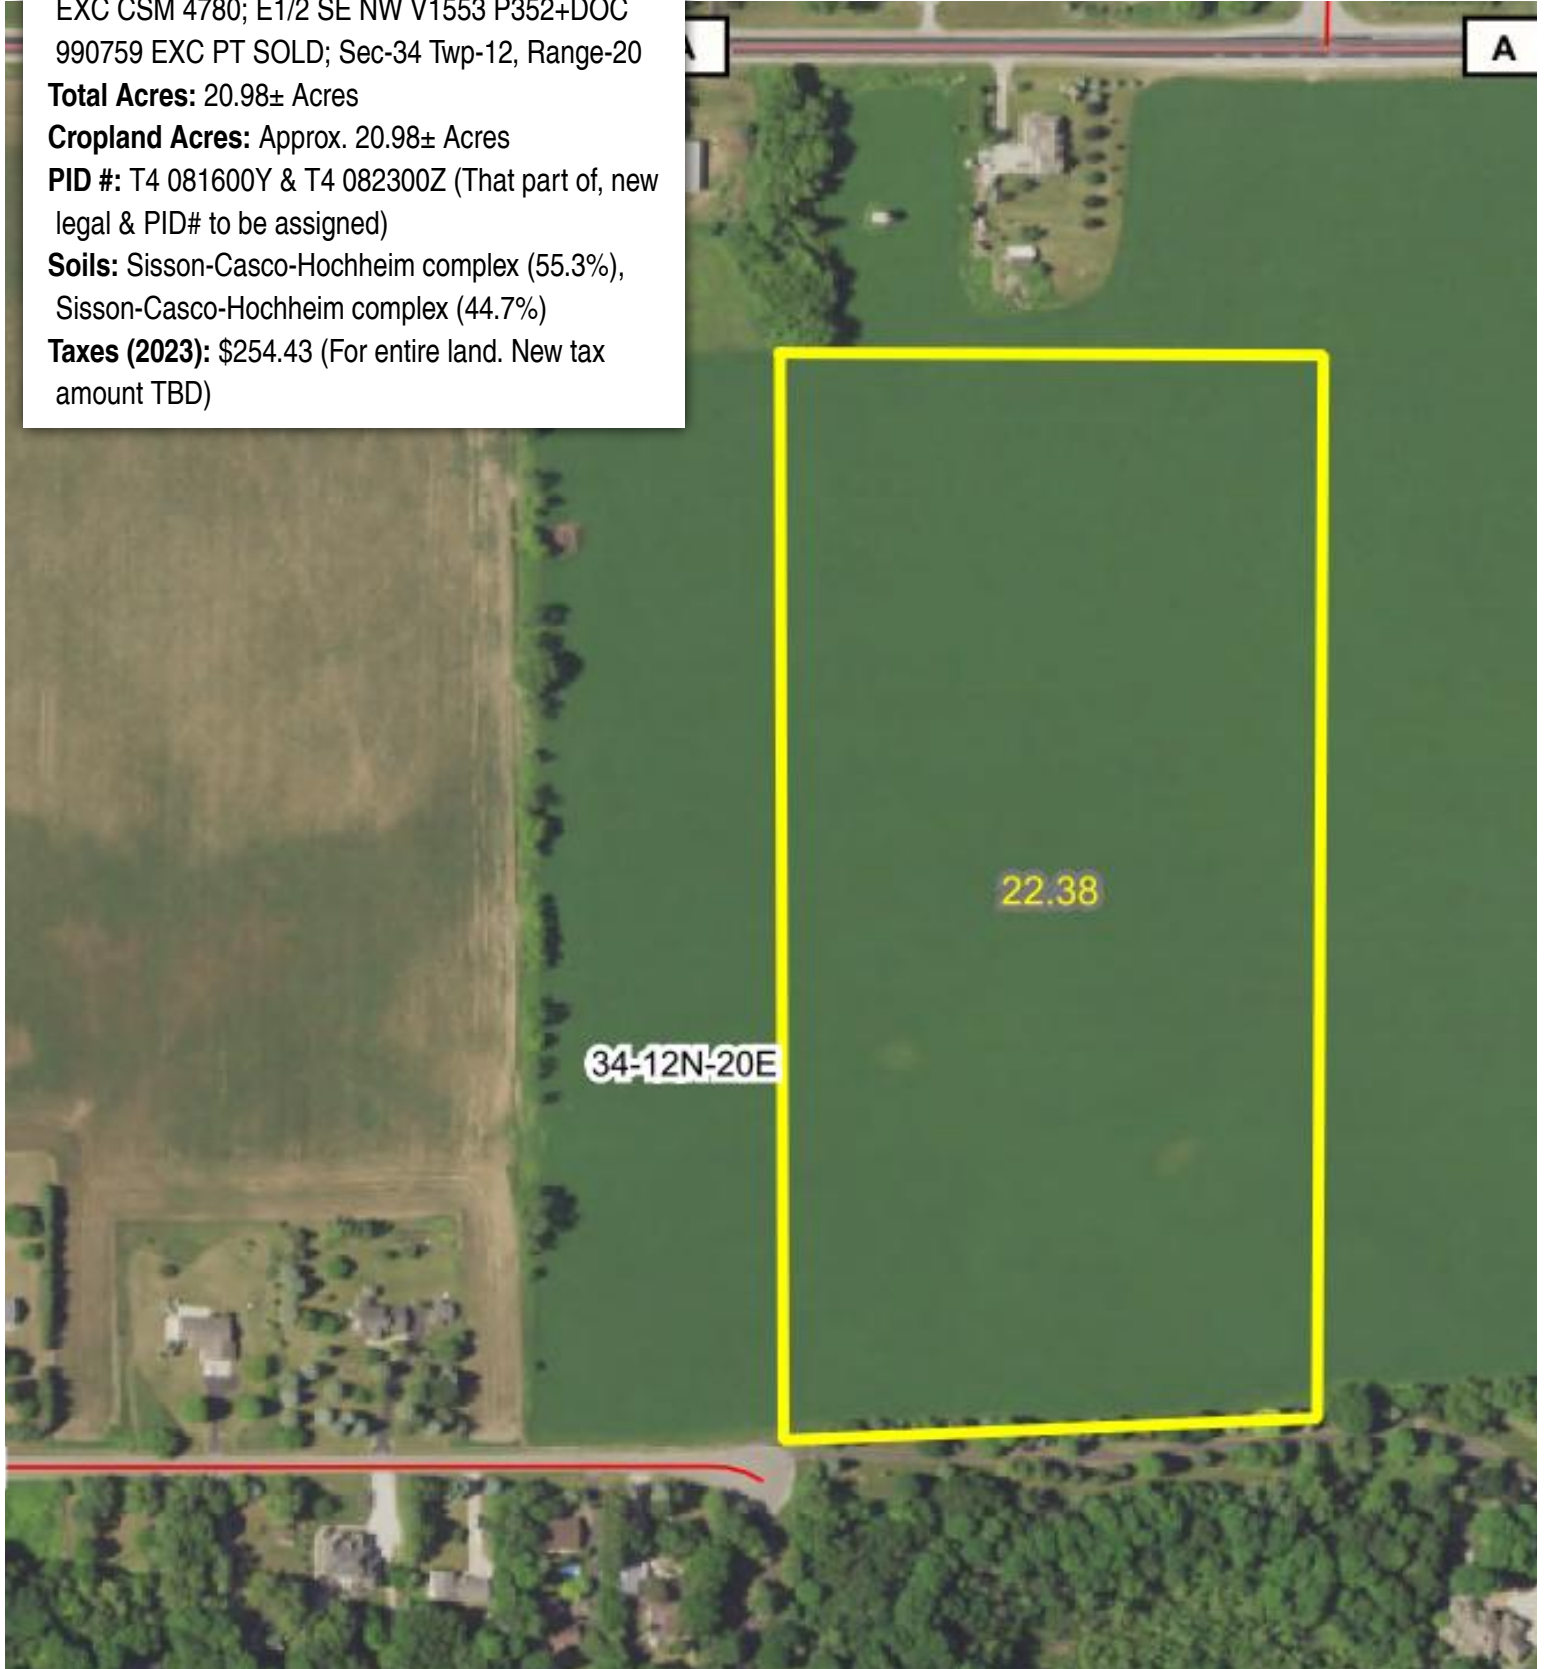 EXC CSM 4780; E1/2 SE NW V1553 P352+DOC
990759 EXC PT SOLD; Sec-34 Twp-12, Range-20
Total Acres: 20.98± Acres
Cropland Acres: Approx. 20.98± Acres
PID #: T4 081600Y & T4 082300Z (That part of, new
legal & PID# to be assigned)
Soils: Sisson-Casco-Hochheim complex (55.3%),
Sisson-Casco-Hochheim complex (44.7%)
Taxes (2023): $254.43 (For entire land. New tax
amount TBD)
A
A
22.38
34-12N-20E